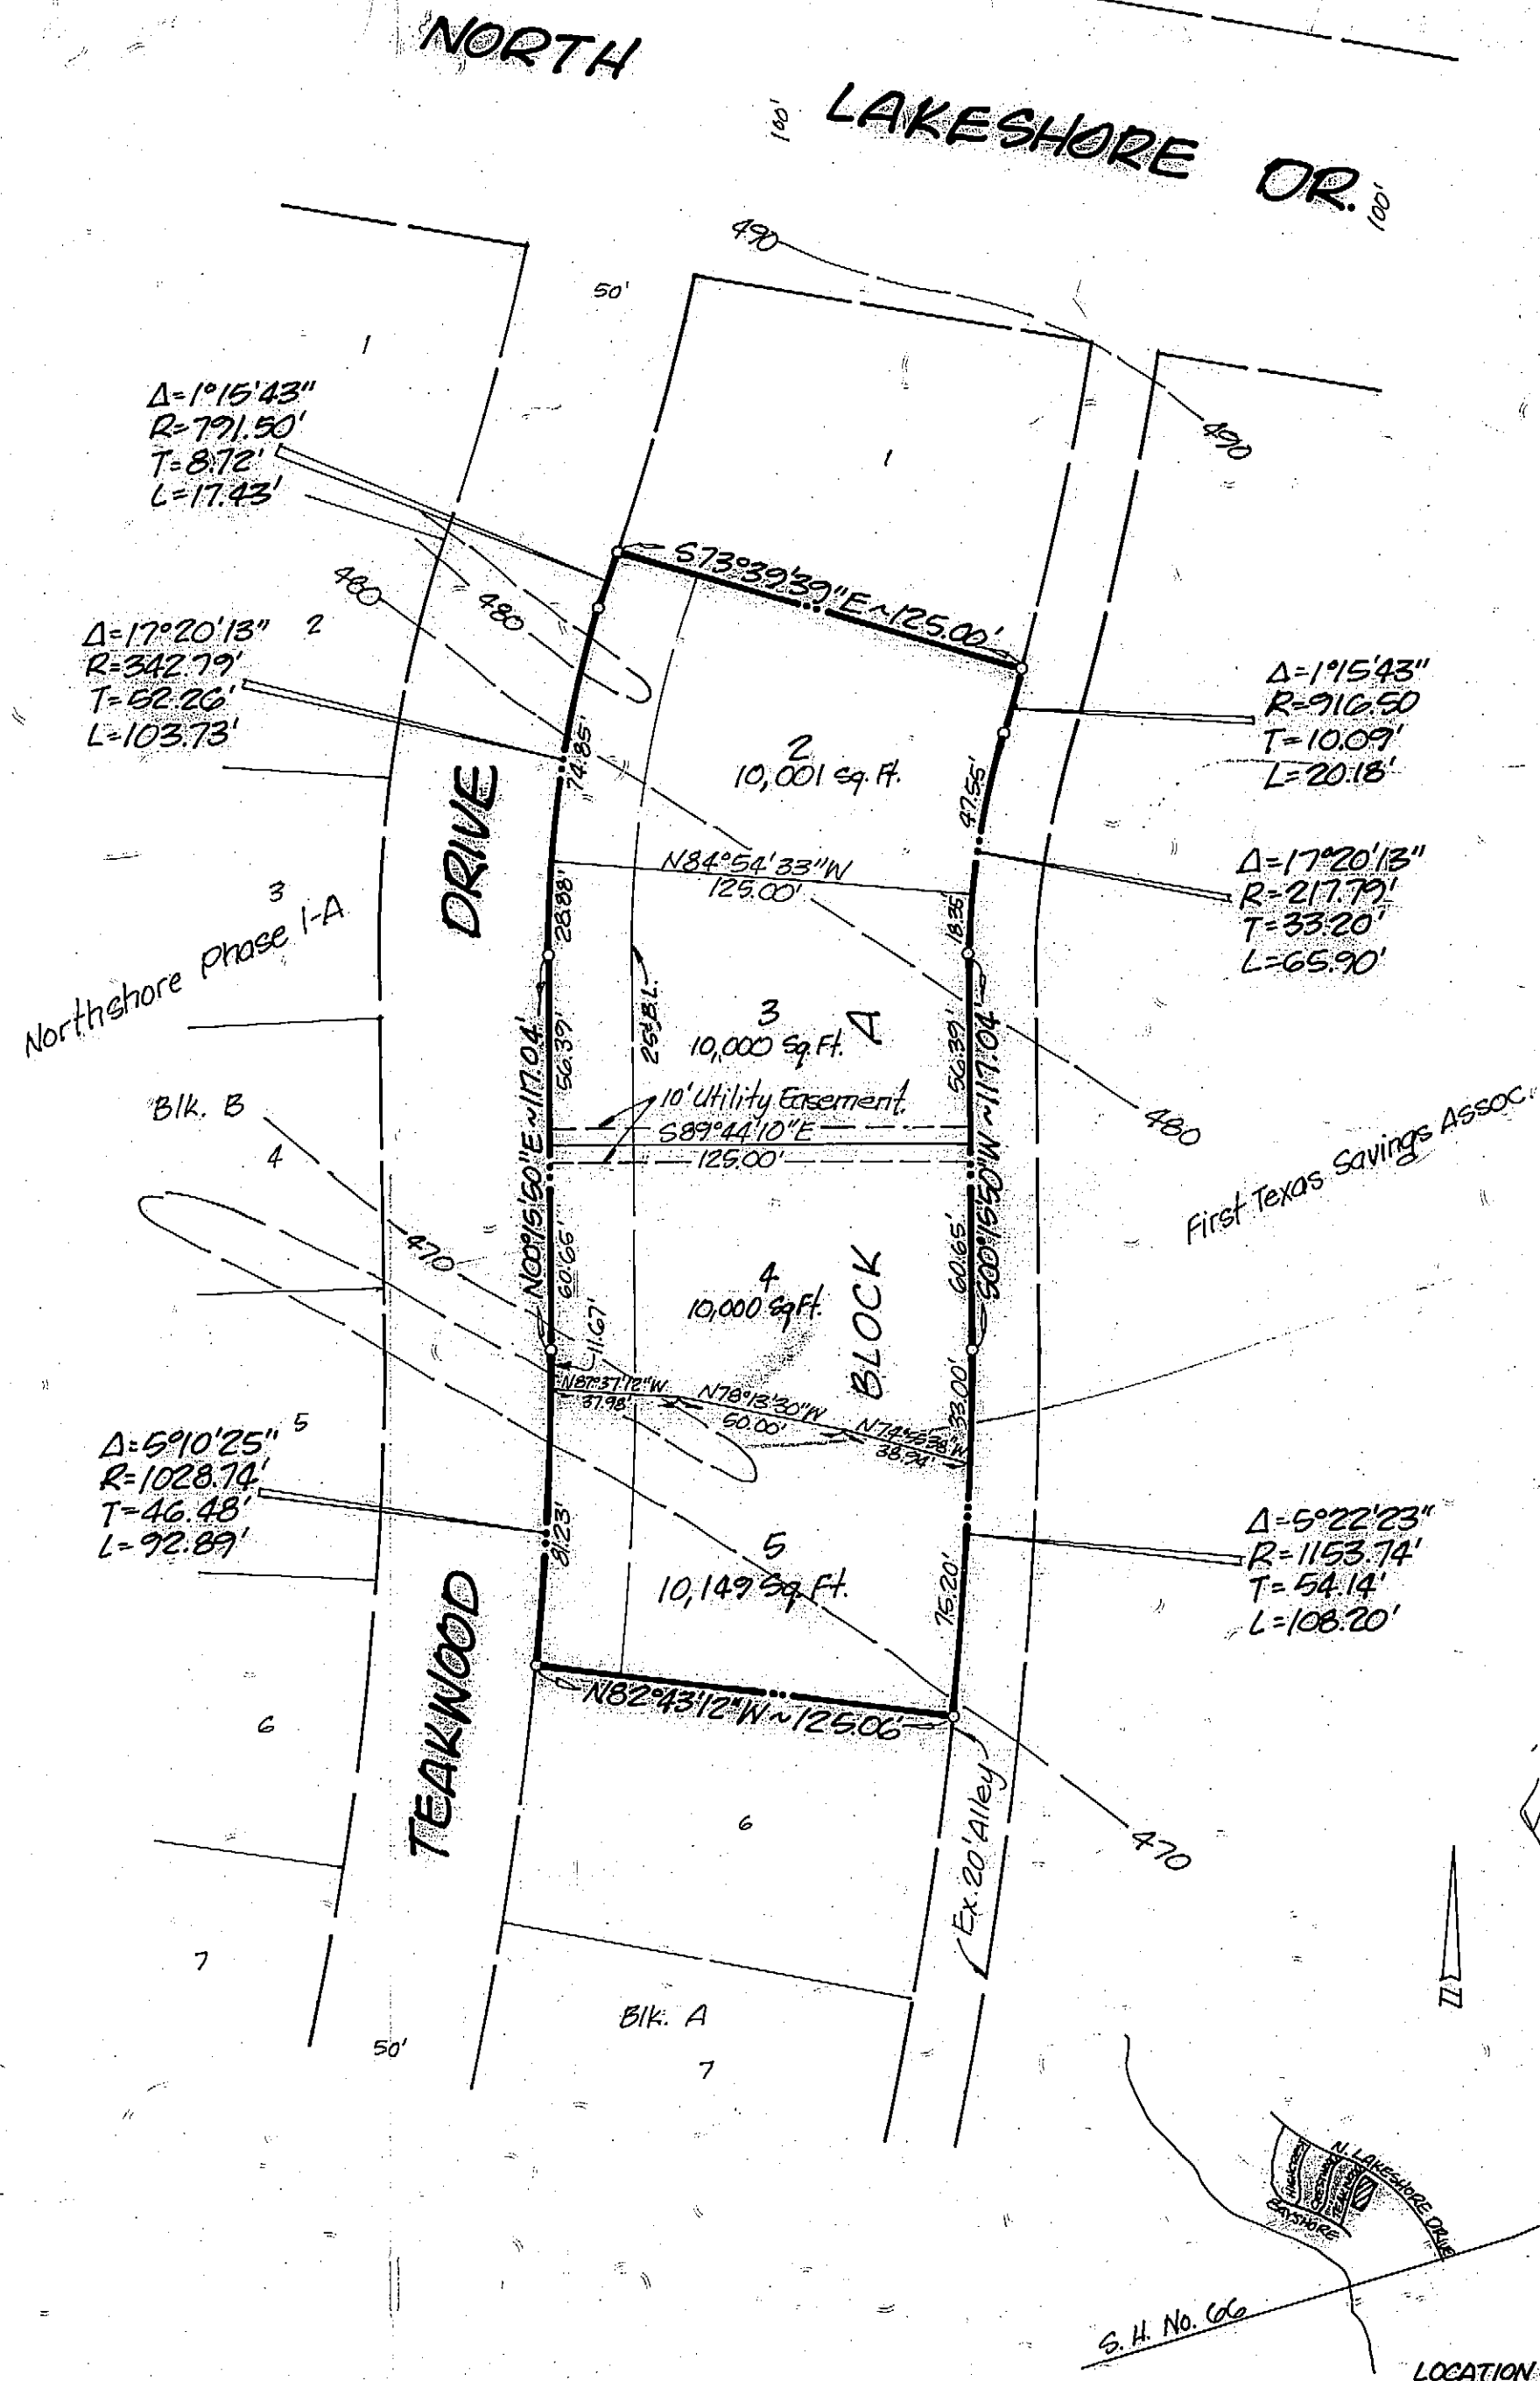 NORTH
LAKESHORE DR.
100'
100'
490
50'
1
1
490
Δ=1°15'43"
R=791.50'
T=8.72'
L=17.43'
S73°39'39"E~125.00'
480
480
2
Δ=17°20'13"
R=342.79'
T=52.26'
L=103.73'
Δ=1°15'43"
R=916.50
T=10.09'
L=20.18'
74.85'
2
10,001 Sq. Ft.
47.55'
DRIVE
N84°54'33"W
125.00'
Δ=17°20'13"
R=217.79'
T=33.20'
L=65.90'
3
Northshore Phase 1-A
28.88'
18.35'
25' B.L.
3
10,000 Sq. Ft.
A
56.39'
56.39'
N00°15'50"E~117.04'
S00°15'50"W~117.04'
10' Utility Easement
S89°44'10"E
125.00'
480
Blk. B
4
First Texas Savings Assoc.
470
60.65'
4
10,000 Sq Ft.
BLOCK
60.65'
11.67'
N87°37'12"W
37.98'
N78°13'30"W
50.00'
38.94'
33.00'
5
Δ=5°10'25"
R=1028.74'
T=46.48'
L=92.89'
81.23'
5
10,149 Sq. Ft.
75.20'
Δ=5°22'23"
R=1153.74'
T=54.14'
L=108.20'
TEAKWOOD
N82°43'12"W~125.06'
6
6
Ex. 20' Alley
470
7
Blk. A
50'
7
N. LAKESHORE DRIVE
BAYSHORE
S. H. No. 66
LOCATION